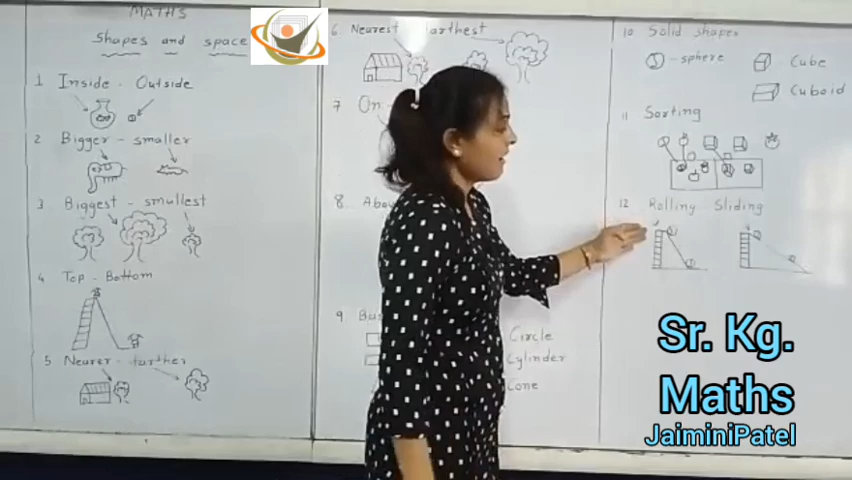 MATHS
Shapes and space
1 Inside - Outside
2 Bigger - smaller
3 Biggest - smallest
4 Top - Bottom
5 Nearer - farther
6 Nearest farthest
7 On
8.
9
Circle
Cylinder
Cone
10 Solid shapes
- sphere
Cube
Cuboid
11 Sorting
12 Rolling Sliding
Sr. Kg.
Maths
JaiminiPatel